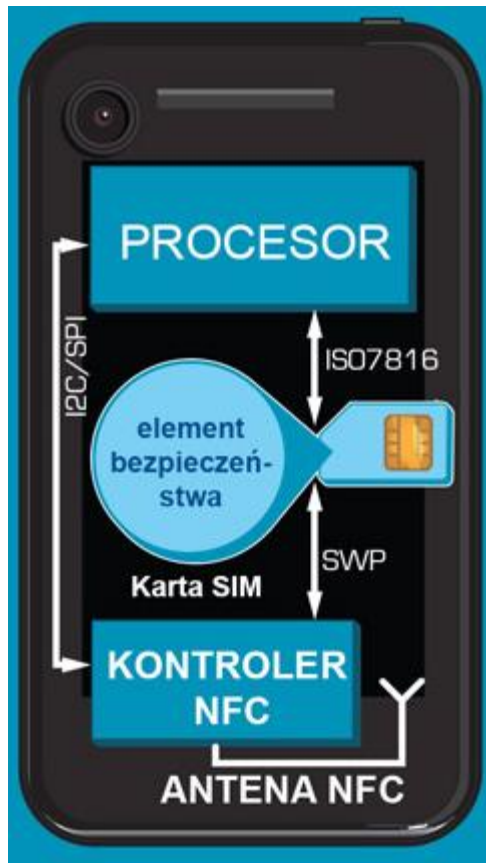 PROCESOR
I2C/SPI
ISO7816
element
bezpieczeń-
stwa
SWP
Karta SIM
KONTROLER
NFC
ANTENA NFC